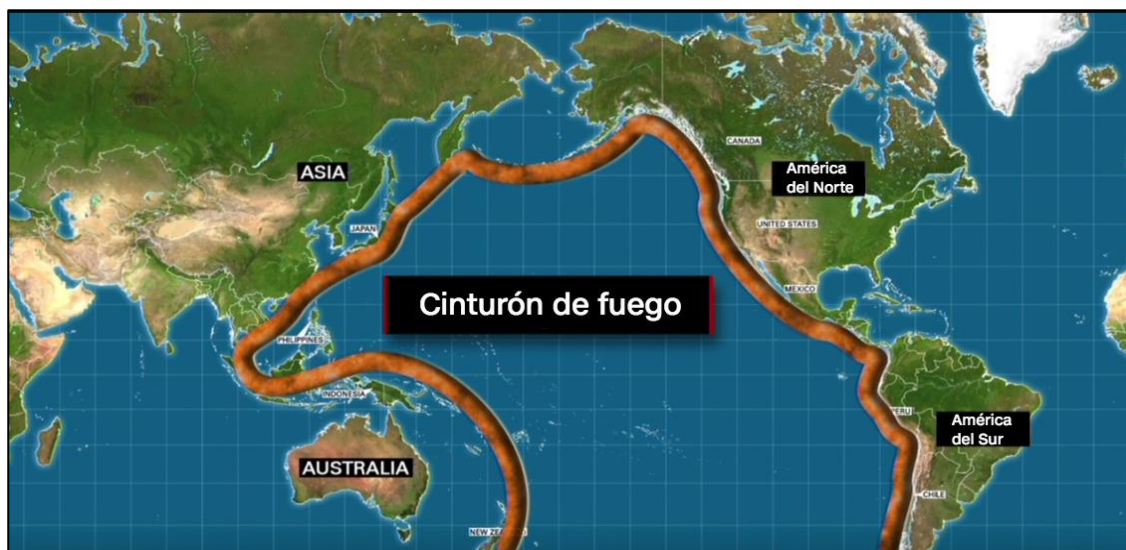 CANADA
ASIA
América
del Norte
UNITED STATES
JAPAN
MEXICO
Cinturón de fuego
PHILIPPINES
INDONESIA
PERU
América
del Sur
AUSTRALIA
CHILE